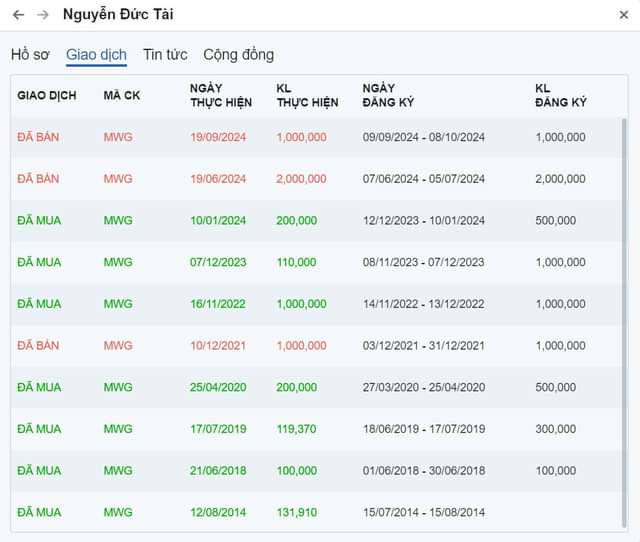 Nguyễn Đức Tài
Hồ sơ Giao dịch Tin tức Cộng đồng
GIAO DỊCH MÃ CK NGÀY THỰC HIỆN KL THỰC HIỆN NGÀY ĐĂNG KÝ KL ĐĂNG KÝ
ĐÃ BÁN MWG 19/09/2024 1,000,000 09/09/2024 - 08/10/2024 1,000,000
ĐÃ BÁN MWG 19/06/2024 2,000,000 07/06/2024 - 05/07/2024 2,000,000
ĐÃ MUA MWG 10/01/2024 200,000 12/12/2023 - 10/01/2024 500,000
ĐÃ MUA MWG 07/12/2023 110,000 08/11/2023 - 07/12/2023 1,000,000
ĐÃ MUA MWG 16/11/2022 1,000,000 14/11/2022 - 13/12/2022 1,000,000
ĐÃ BÁN MWG 10/12/2021 1,000,000 03/12/2021 - 31/12/2021 1,000,000
ĐÃ MUA MWG 25/04/2020 200,000 27/03/2020 - 25/04/2020 500,000
ĐÃ MUA MWG 17/07/2019 119,370 18/06/2019 - 17/07/2019 300,000
ĐÃ MUA MWG 21/06/2018 100,000 01/06/2018 - 30/06/2018 100,000
ĐÃ MUA MWG 12/08/2014 131,910 15/07/2014 - 15/08/2014